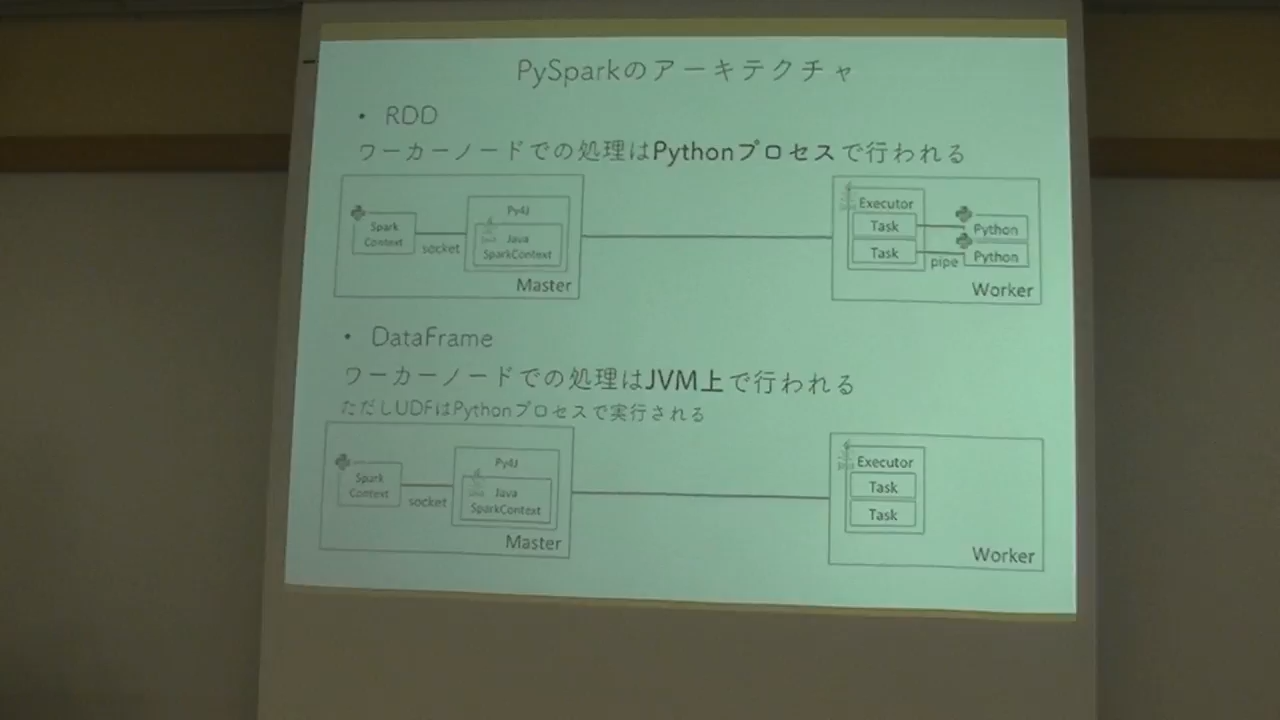 PySparkのアーキテクチャ
• RDD
ワーカーノードでの処理はPythonプロセスで行われる
Spark
Context
socket
Py4J
Java
SparkContext
Master
Executor
Task
Task
pipe
Python
Python
Worker
• DataFrame
ワーカーノードでの処理はJVM上で行われる
ただしUDFはPythonプロセスで実行される
Spark
Context
socket
Py4J
Java
SparkContext
Master
Executor
Task
Task
Worker